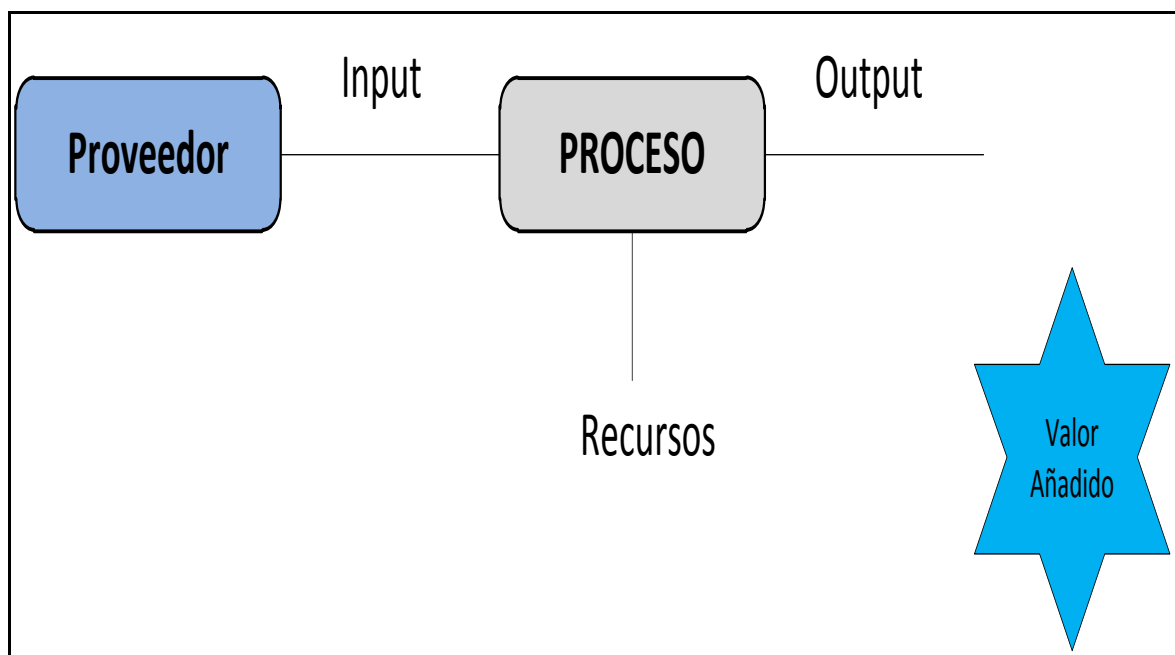 Input
Output
Proveedor
PROCESO
Recursos
Valor
Añadido